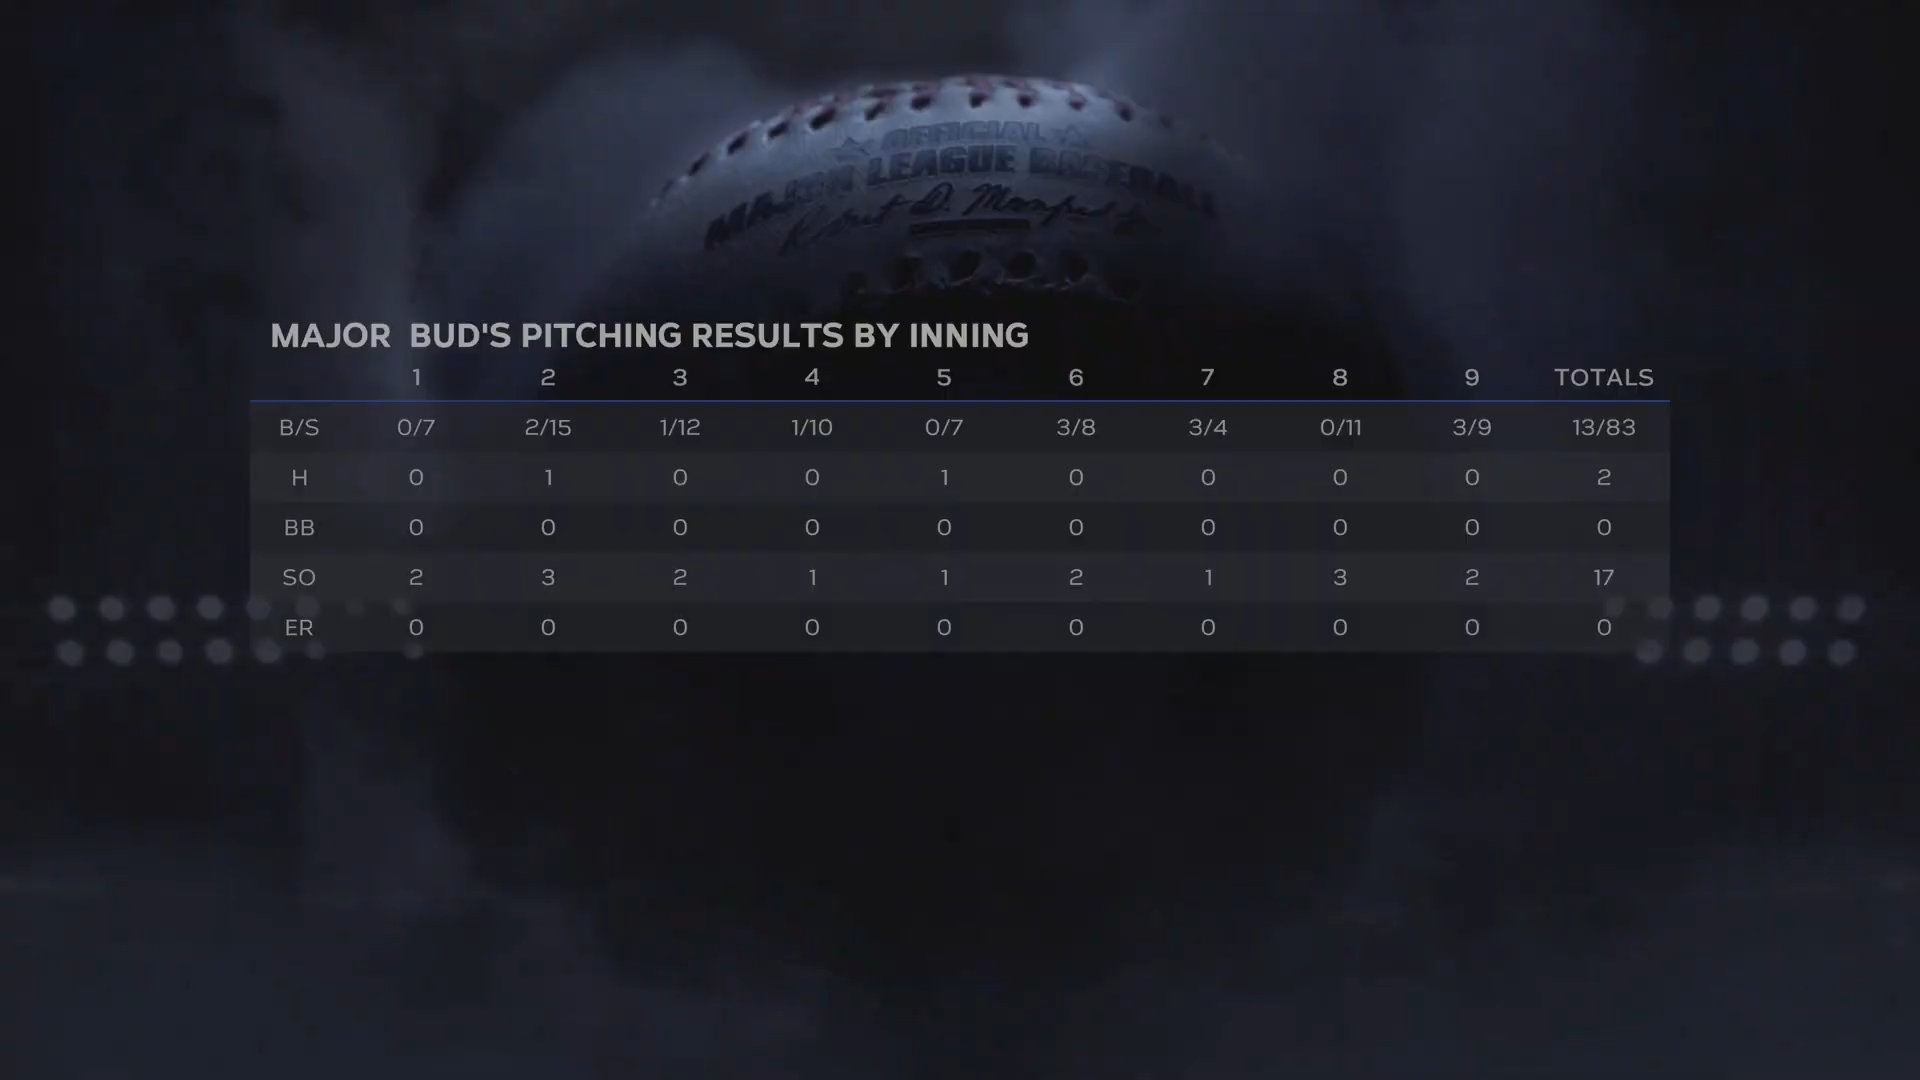 OFFICIAL
MAJOR LEAGUE BASEBALL
MAJOR BUD'S PITCHING RESULTS BY INNING
1 2 3 4 5 6 7 8 9 TOTALS
B/S 0/7 2/15 1/12 1/10 0/7 3/8 3/4 0/11 3/9 13/83
H 0 1 0 0 1 0 0 0 0 2
BB 0 0 0 0 0 0 0 0 0 0
SO 2 3 2 1 1 2 1 3 2 17
ER 0 0 0 0 0 0 0 0 0 0